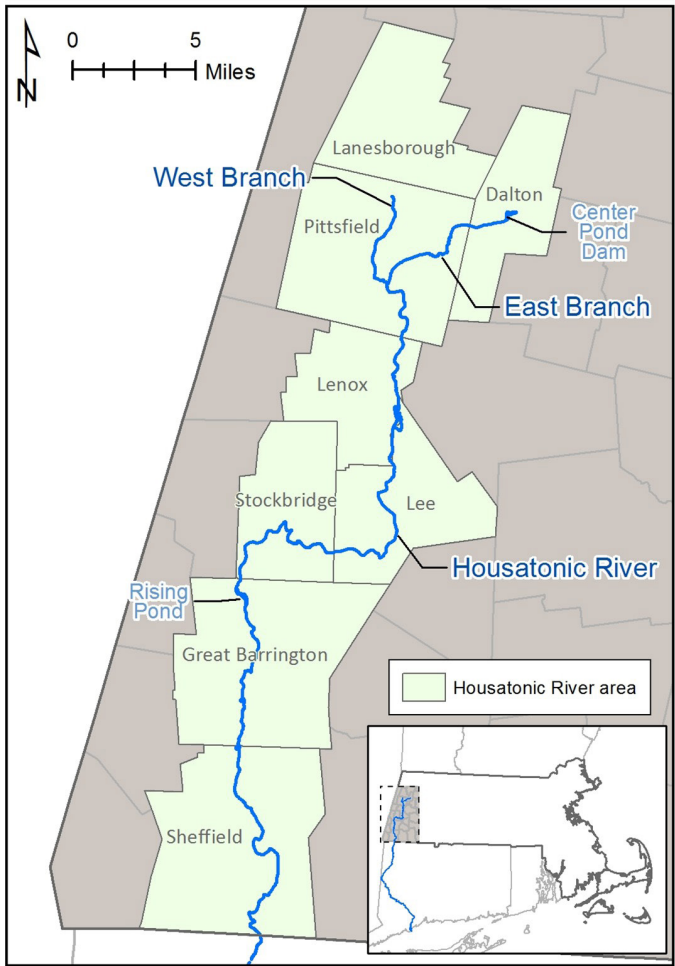 0 5
Miles
N
Lanesborough
West Branch
Dalton
Pittsfield
Center
Pond
Dam
East Branch
Lenox
Stockbridge
Lee
Housatonic River
Rising
Pond
Great Barrington
Housatonic River area
Sheffield